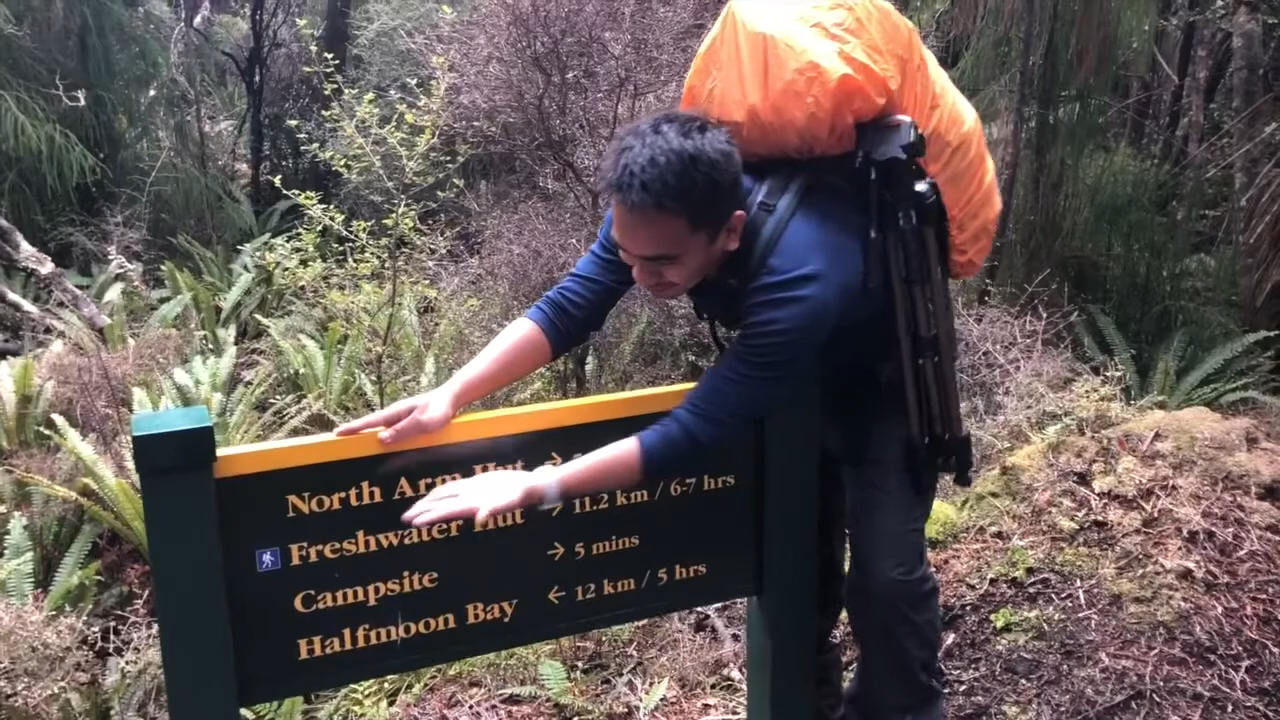 North Arm Hut →
Freshwater Hut → 11.2 km / 6-7 hrs
Campsite → 5 mins
Halfmoon Bay ← 12 km / 5 hrs